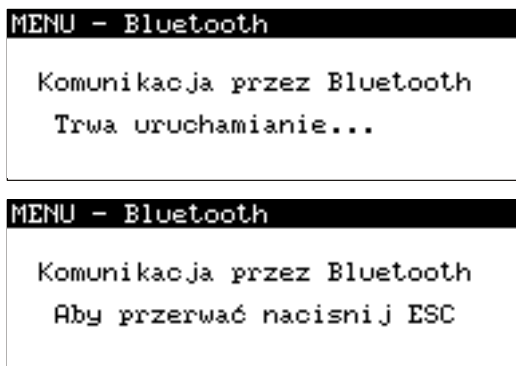 MENU - Bluetooth
Komunikacja przez Bluetooth
Trwa uruchamianie...
MENU - Bluetooth
Komunikacja przez Bluetooth
Aby przerwać nacisnij ESC